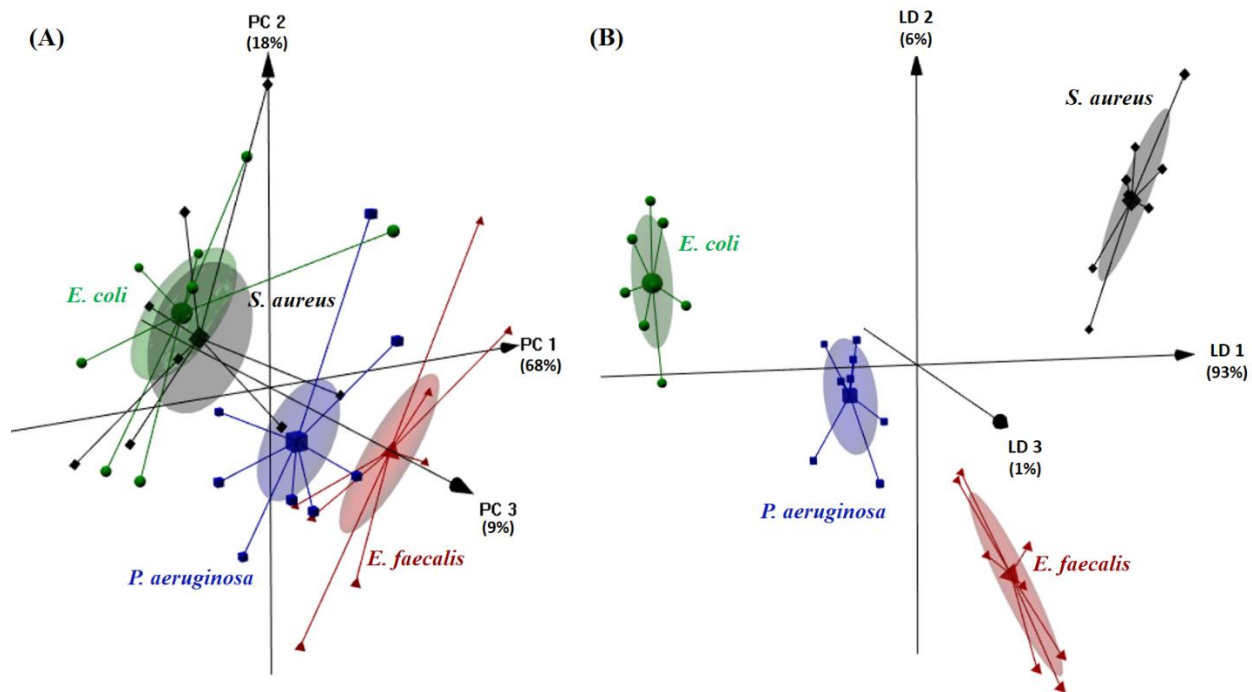 (A)
PC 2
(18%)
E. coli
S. aureus
PC 1
(68%)
PC 3
(9%)
P. aeruginosa
E. faecalis
(B)
LD 2
(6%)
S. aureus
E. coli
LD 1
(93%)
LD 3
(1%)
P. aeruginosa
E. faecalis